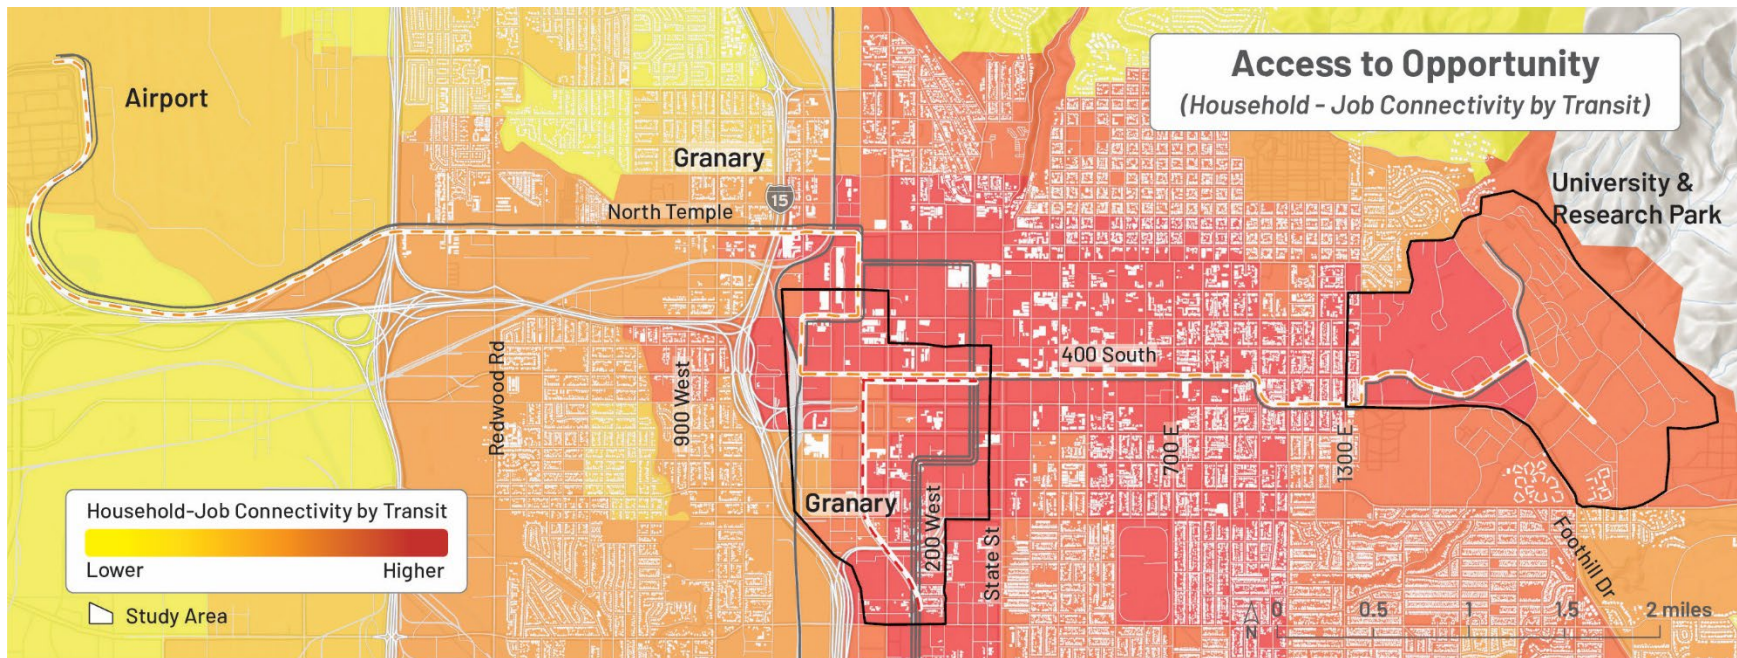 Access to Opportunity
(Household - Job Connectivity by Transit)
Airport
Granary
15
North Temple
University &
Research Park
Redwood Rd
900 West
400 South
700 E
1300 E
Granary
200 West
State St
Foothill Dr
Household-Job Connectivity by Transit
Lower Higher
Study Area
N
0 0.5 1 1.5 2 miles